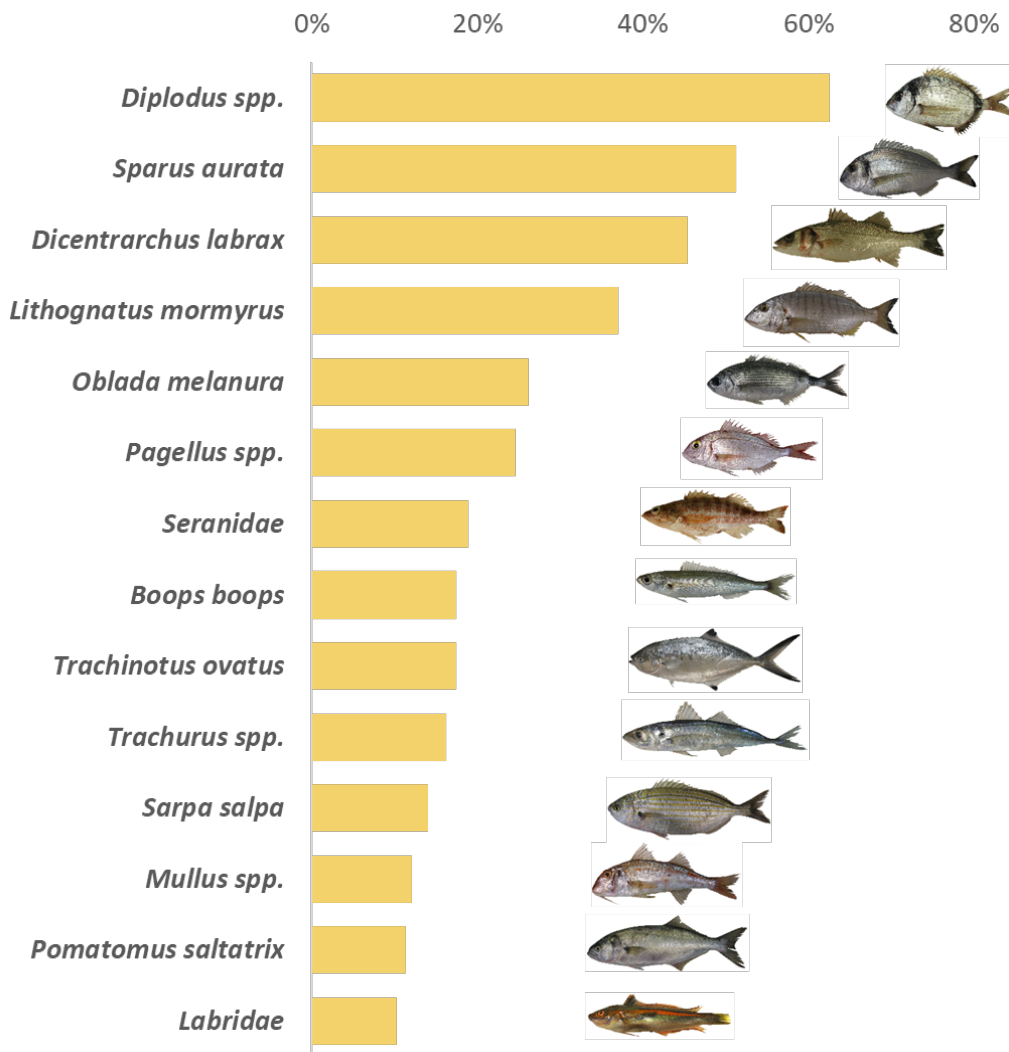 0% 20% 40% 60% 80%
Diplodus spp.
Sparus aurata
Dicentrarchus labrax
Lithognatus mormyrus
Oblada melanura
Pagellus spp.
Seranidae
Boops boops
Trachinotus ovatus
Trachurus spp.
Sarpa salpa
Mullus spp.
Pomatomus saltatrix
Labridae